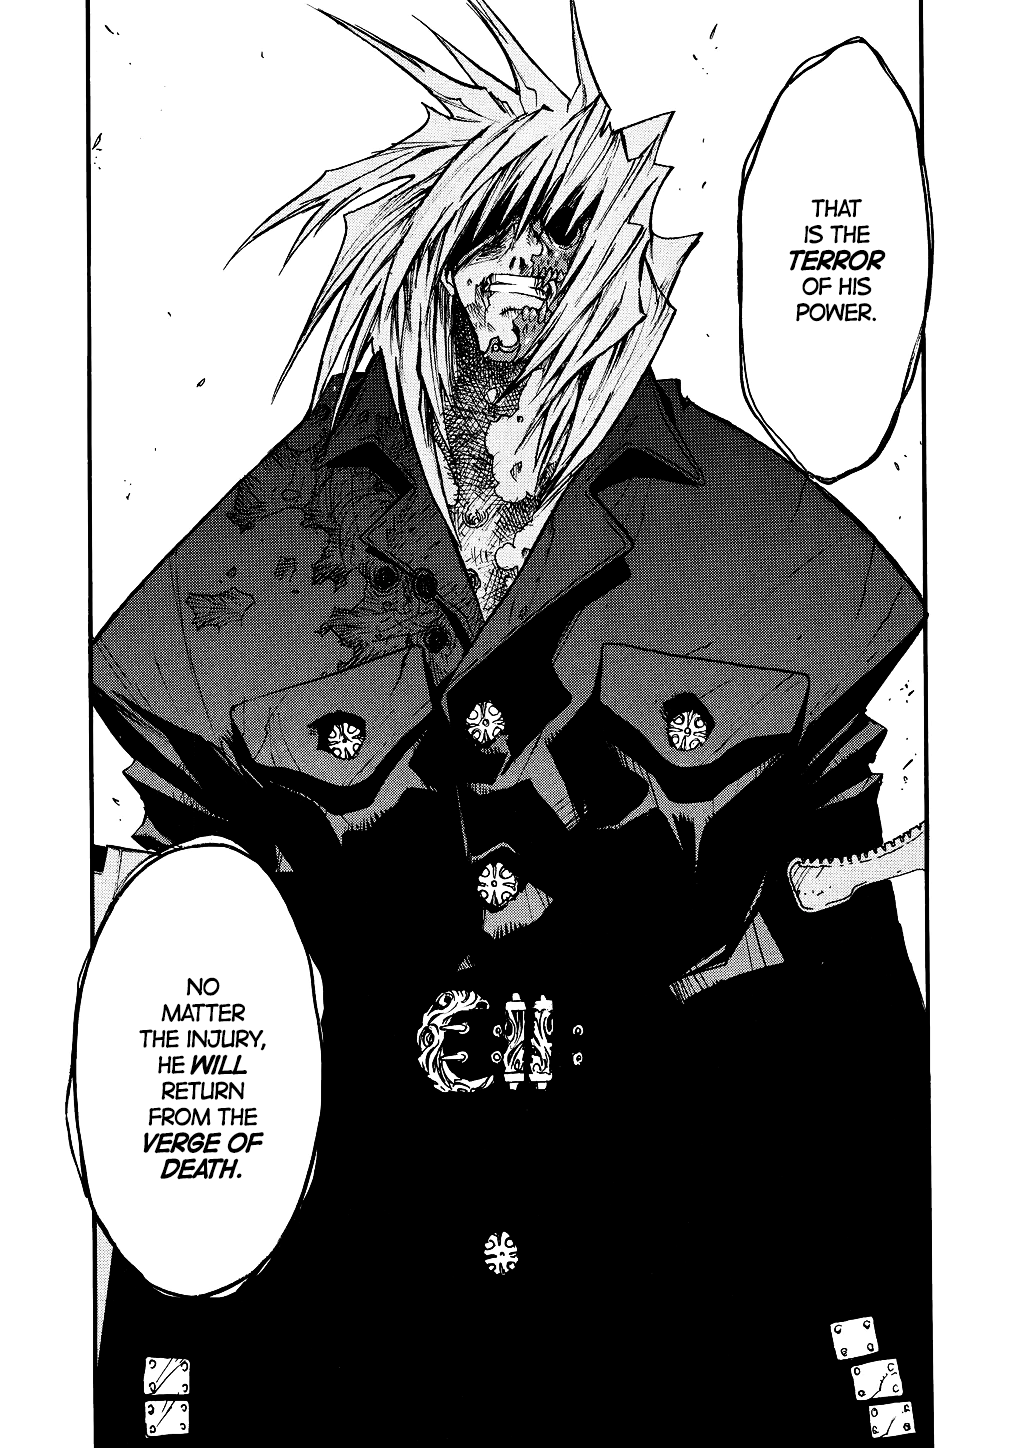 THAT
IS THE
TERROR
OF HIS
POWER.
NO
MATTER
THE INJURY,
HE WILL
RETURN
FROM THE
VERGE OF
DEATH.